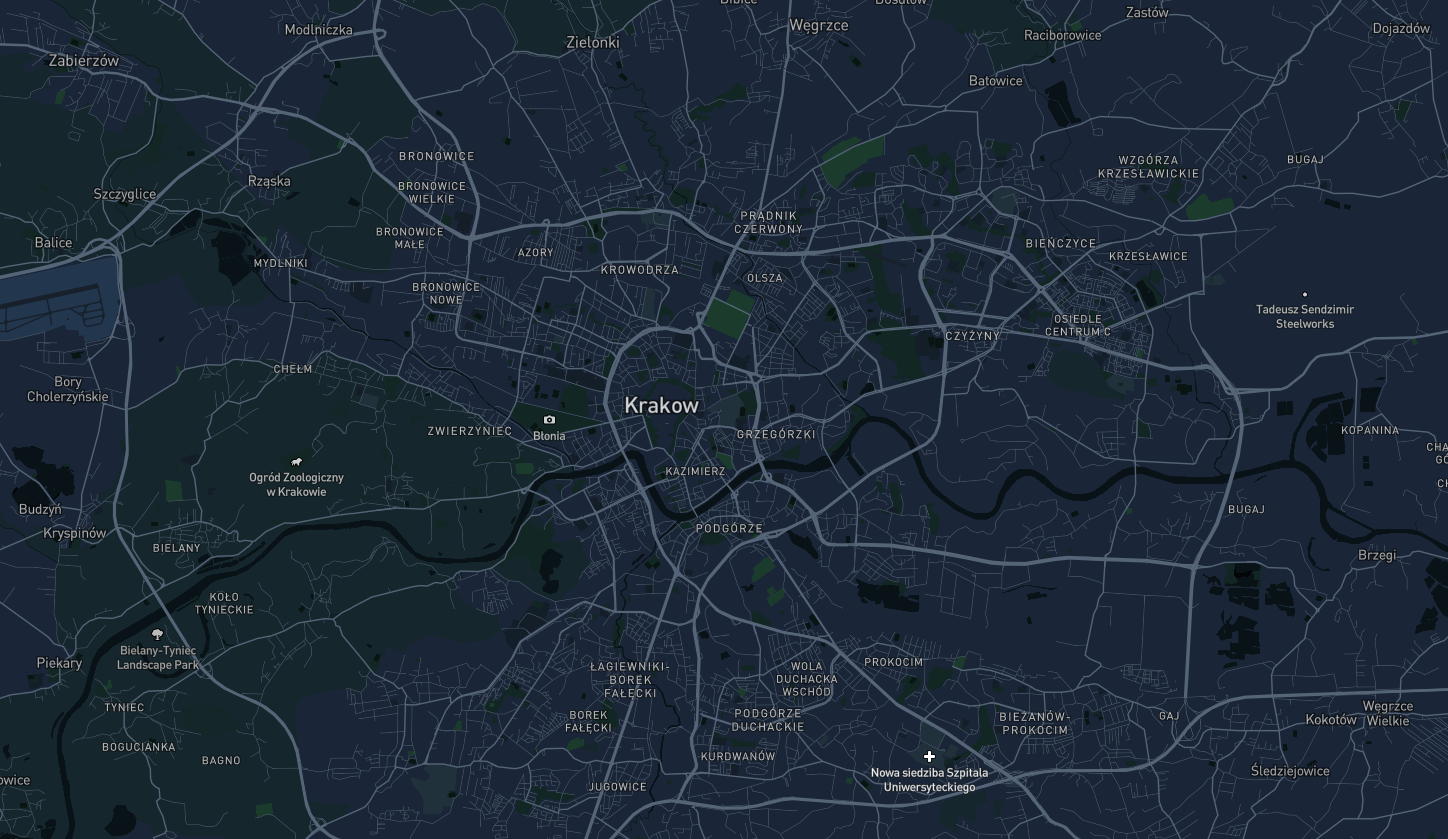 Modlniczka
Zielonki
Węgrzce
Zastów
Raciborowice
Dojazdów
Zabierzów
Batowice
BRONOWICE
WZGÓRZA
KRZESŁAWICKIE
BUGAJ
Rząska
Szczyglice
BRONOWICE
WIELKIE
PRĄDNIK
CZERWONY
Balice
BRONOWICE
MAŁE
AZORY
BIEŃCZYCE
KRZESŁAWICE
MYDLNIKI
KROWODRZA
OLSZA
BRONOWICE
NOWE
Tadeusz Sendzimir
Steelworks
OSIEDLE
CENTRUM C
CZYŻYNY
CHEŁM
Bory
Cholerzyńskie
Krakow
ZWIERZYNIEC
Błonia
GRZEGÓRZKI
KOPANINA
KAZIMIERZ
Ogród Zoologiczny
w Krakowie
Budzyń
Kryspinów
BIELANY
PODGÓRZE
BUGAJ
Brzegi
KOŁO
TYNIECKIE
Bielany-Tyniec
Landscape Park
Piekary
ŁAGIEWNIKI-
BOREK
FAŁĘCKI
WOLA
DUCHACKA
WSCHÓD
PROKOCIM
TYNIEC
BOREK
FAŁĘCKI
PODGÓRZE
DUCHACKIE
BIEŻANÓW-
PROKOCIM
GAJ
Kokotów
Węgrzce
Wielkie
BOGUCIANKA
BAGNO
KURDWANÓW
Nowa siedziba Szpitala
Uniwersyteckiego
Śledziejowice
JUGOWICE